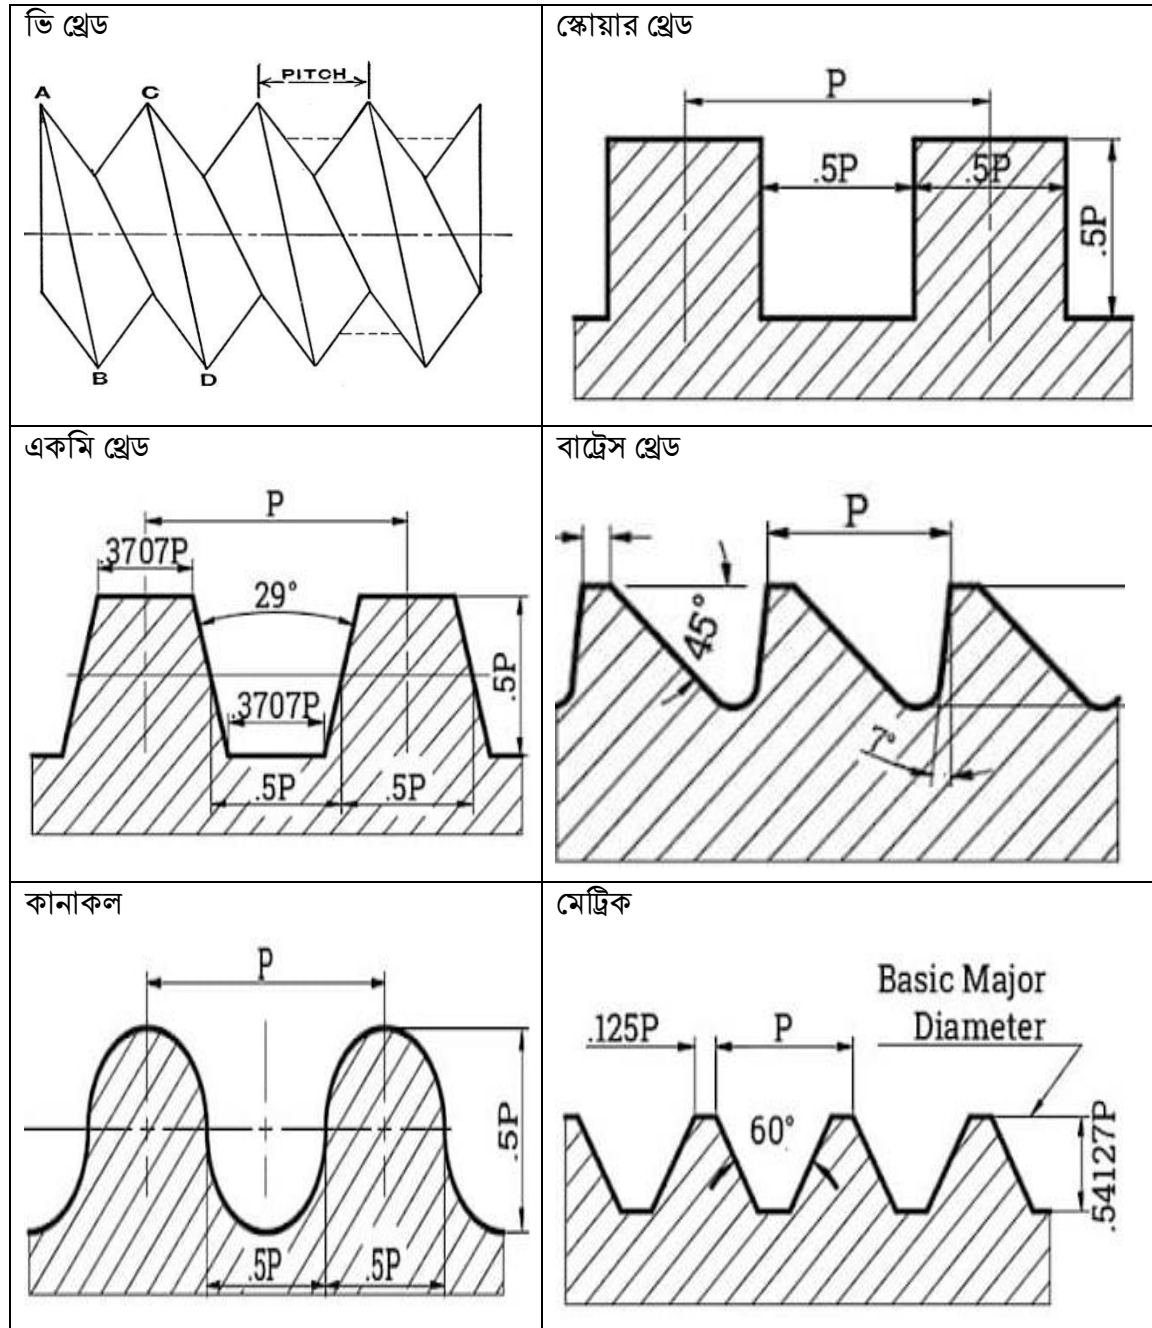 ভি থ্রেড
PITCH
A
C
B
D
স্কোয়ার থ্রেড
P
.5P
.5P
.5P
একমি থ্রেড
P
.3707P
29°
.5P
.3707P
.5P
.5P
বাট্রেস থ্রেড
P
45°
7°
কানাকল
P
.5P
.5P
.5P
মেট্রিক
Basic Major
Diameter
.125P
P
60°
.54127P